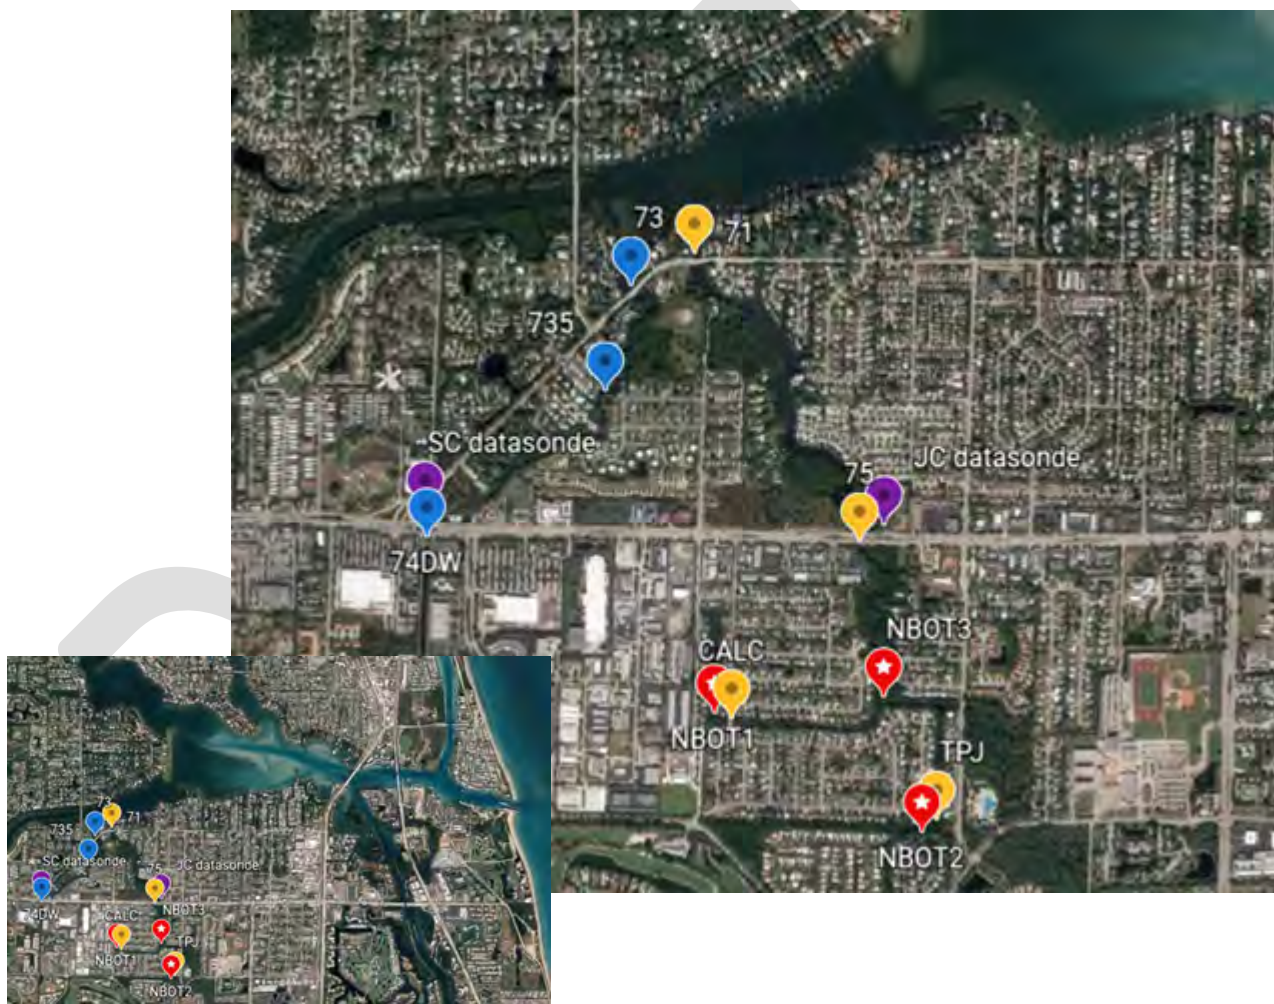 73
71
735
SC datasonde
JC datasonde
75
74DW
NBOT3
CALC
NBOT1
TPJ
NBOT2
73
71
735
SC datasonde
JC datasonde
75
74DW
NBOT3
CALC
TPJ
NBOT1
NBOT2